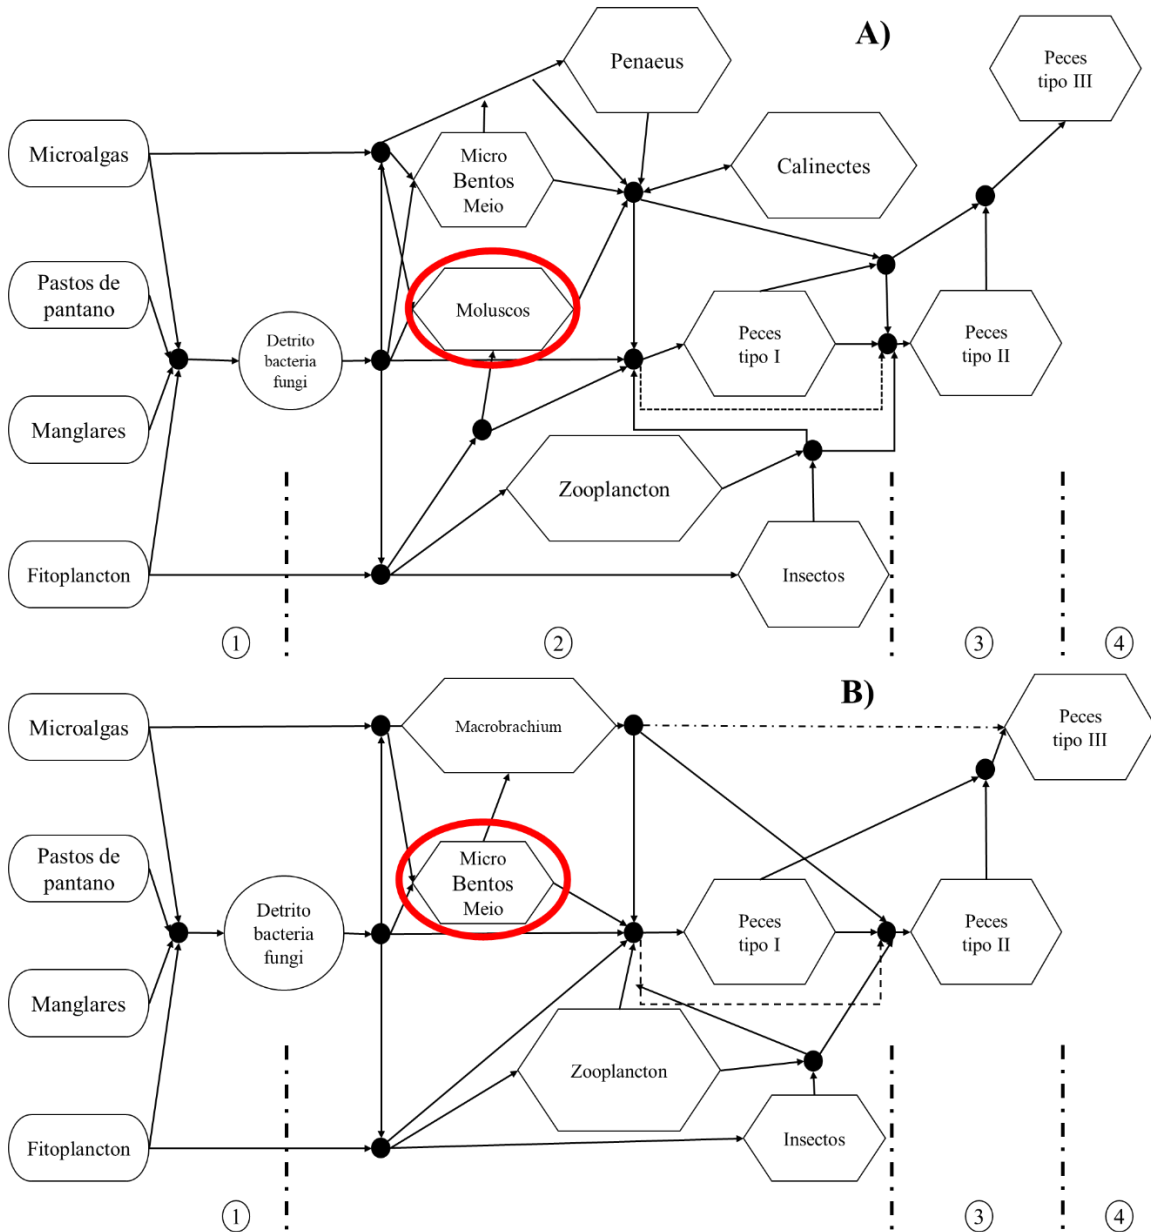 A)
Penaeus
Peces
tipo III
Microalgas
Micro
Bentos
Meio
Calinectes
Pastos de
pantano
Moluscos
Detrito
bacteria
fungi
Peces
tipo I
Peces
tipo II
Manglares
Zooplancton
Fitoplancton
Insectos
1
2
3
4
B)
Microalgas
Macrobrachium
Peces
tipo III
Pastos de
pantano
Micro
Bentos
Meio
Detrito
bacteria
fungi
Peces
tipo I
Peces
tipo II
Manglares
Zooplancton
Fitoplancton
Insectos
1
3
4